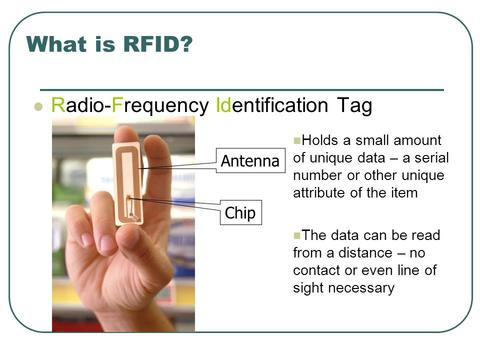 What is RFID?
Radio-Frequency Identification Tag
Antenna
Chip
Holds a small amount
of unique data – a serial
number or other unique
attribute of the item
The data can be read
from a distance – no
contact or even line of
sight necessary